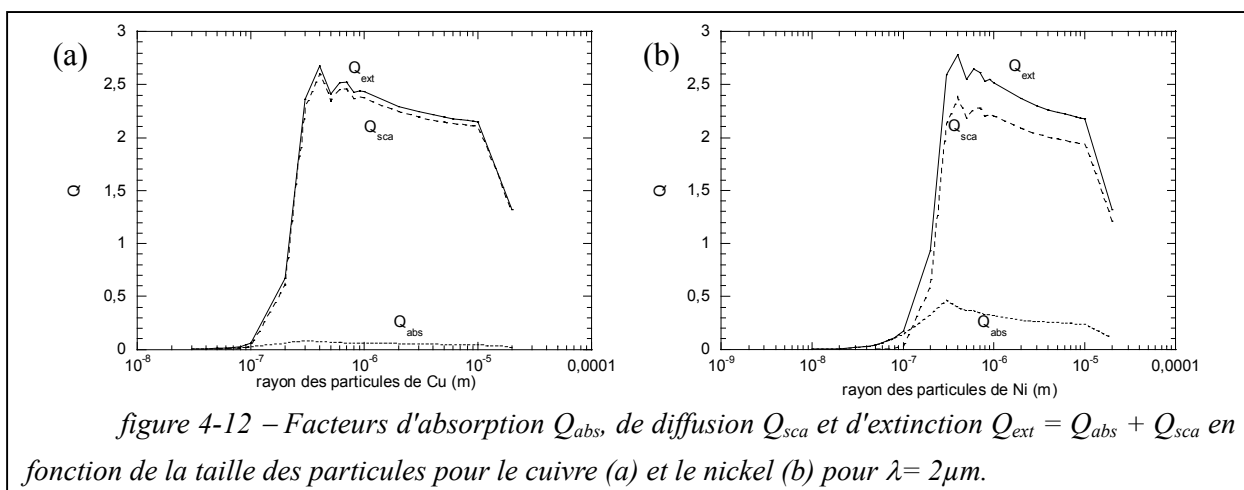 (a)
3
2,5
2
1,5
1
0,5
0
Q
Q_ext
Q_sca
Q_abs
10^-8 10^-7 10^-6 10^-5 0,0001
rayon des particules de Cu (m)
(b)
3
2,5
2
1,5
1
0,5
0
Q
Q_ext
Q_sca
Q_abs
10^-9 10^-8 10^-7 10^-6 10^-5 0,0001
rayon des particules de Ni (m)
figure 4-12 – Facteurs d'absorption Q_abs, de diffusion Q_sca et d'extinction Q_ext = Q_abs + Q_sca en
fonction de la taille des particules pour le cuivre (a) et le nickel (b) pour λ= 2μm.